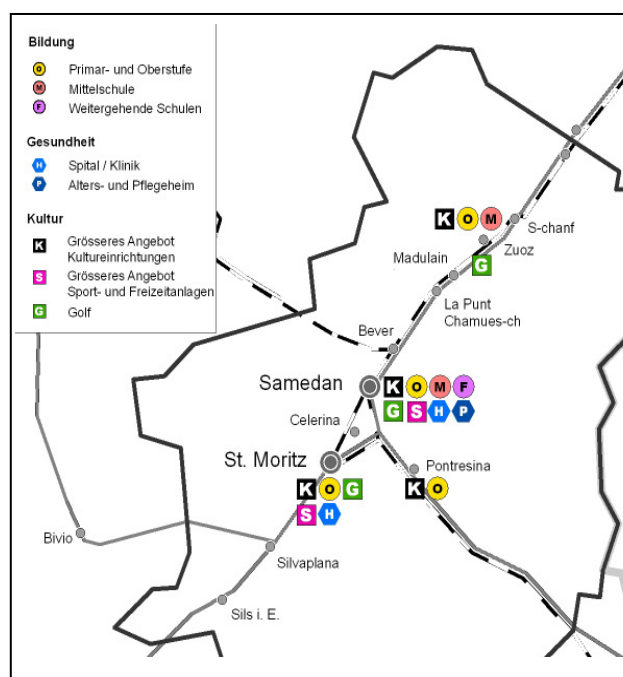 Bildung
O Primar- und Oberstufe
M Mittelschule
F Weitergehende Schulen
Gesundheit
H Spital / Klinik
P Alters- und Pflegeheim
Kultur
K Grösseres Angebot
Kultureinrichtungen
S Grösseres Angebot
Sport- und Freizeitanlagen
G Golf
K O M
S-chanf
Zuoz
Madulain
G
La Punt
Chamues-ch
Bever
Samedan
K O M F
G S H P
Celerina
St. Moritz
Pontresina
K O G
K O
S H
Bivio
Silvaplana
Sils i. E.